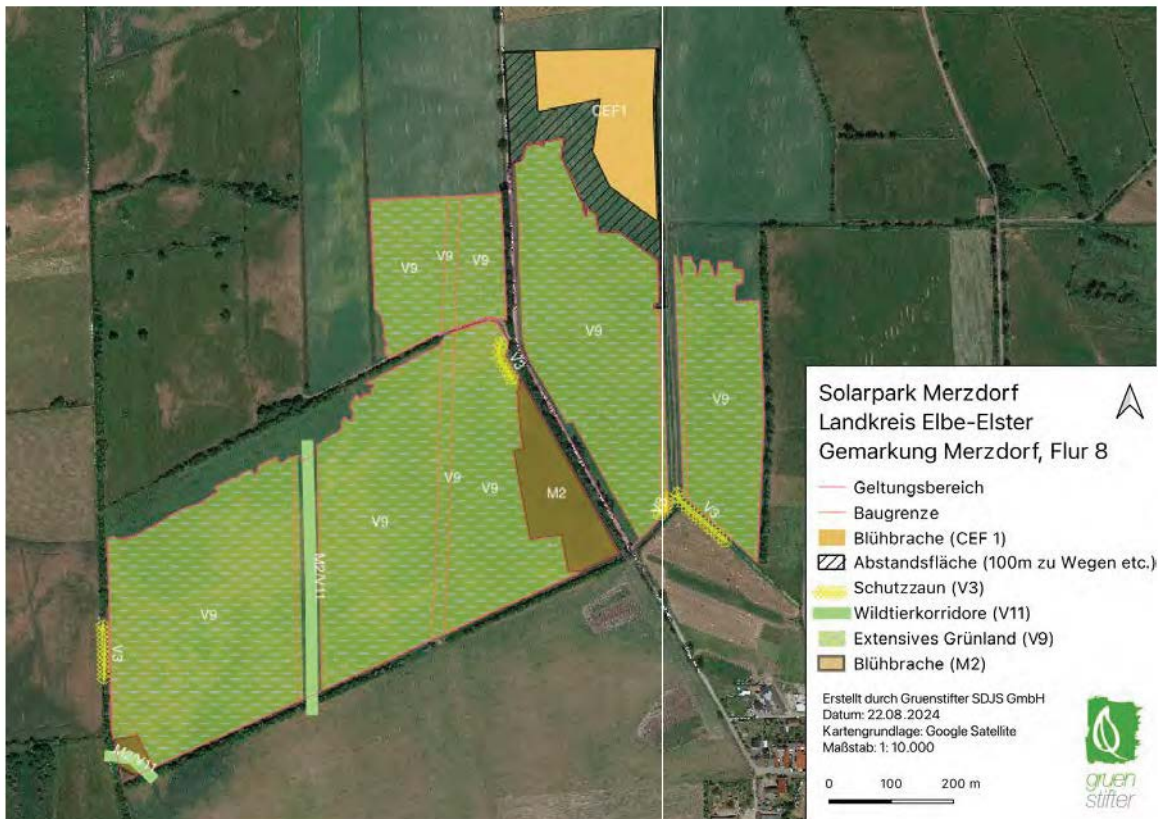 CEF1
V9
V9
V9
V3
V9
V9
V9
V9
M2
V3
V3
V9
M2/V11
V9
V3
M2/V11
Solarpark Merzdorf
Landkreis Elbe-Elster
Gemarkung Merzdorf, Flur 8
Geltungsbereich
Baugrenze
Blühbrache (CEF 1)
Abstandsfläche (100m zu Wegen etc.)
Schutzzaun (V3)
Wildtierkorridore (V11)
Extensives Grünland (V9)
Blühbrache (M2)
Erstellt durch Gruenstifter SDJS GmbH
Datum: 22.08.2024
Kartengrundlage: Google Satellite
Maßstab: 1: 10.000
0 100 200 m
gruen
stifter